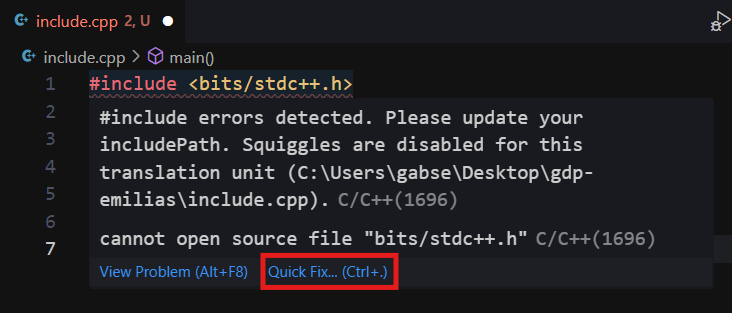 include.cpp 2, U
include.cpp > main()
1 #include <bits/stdc++.h>
2 #include errors detected. Please update your
3 includePath. Squiggles are disabled for this
4 translation unit (C:\Users\gabse\Desktop\gdp-
5 emilias\include.cpp). C/C++(1696)
6
7 cannot open source file "bits/stdc++.h" C/C++(1696)
View Problem (Alt+F8) Quick Fix... (Ctrl+.)